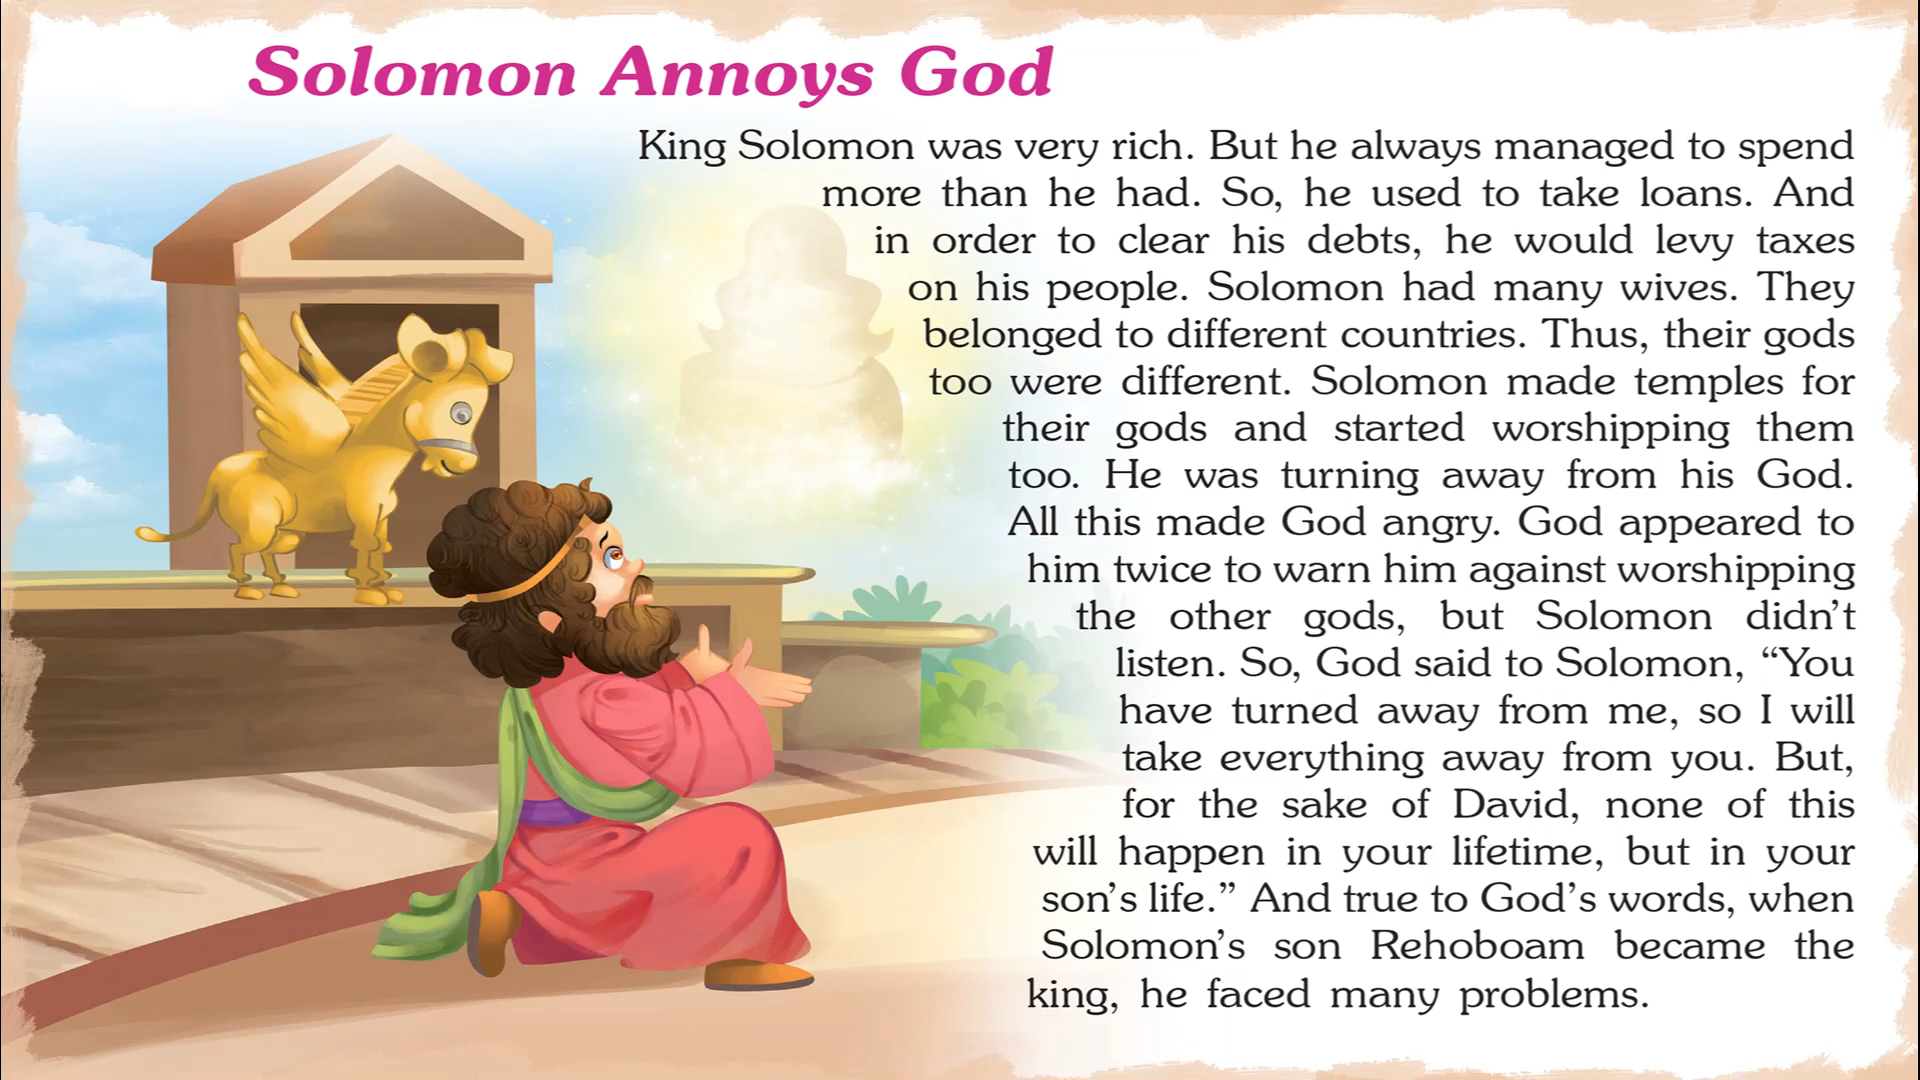 Solomon Annoys God
King Solomon was very rich. But he always managed to spend
more than he had. So, he used to take loans. And
in order to clear his debts, he would levy taxes
on his people. Solomon had many wives. They
belonged to different countries. Thus, their gods
too were different. Solomon made temples for
their gods and started worshipping them
too. He was turning away from his God.
All this made God angry. God appeared to
him twice to warn him against worshipping
the other gods, but Solomon didn’t
listen. So, God said to Solomon, “You
have turned away from me, so I will
take everything away from you. But,
for the sake of David, none of this
will happen in your lifetime, but in your
son’s life.” And true to God’s words, when
Solomon’s son Rehoboam became the
king, he faced many problems.